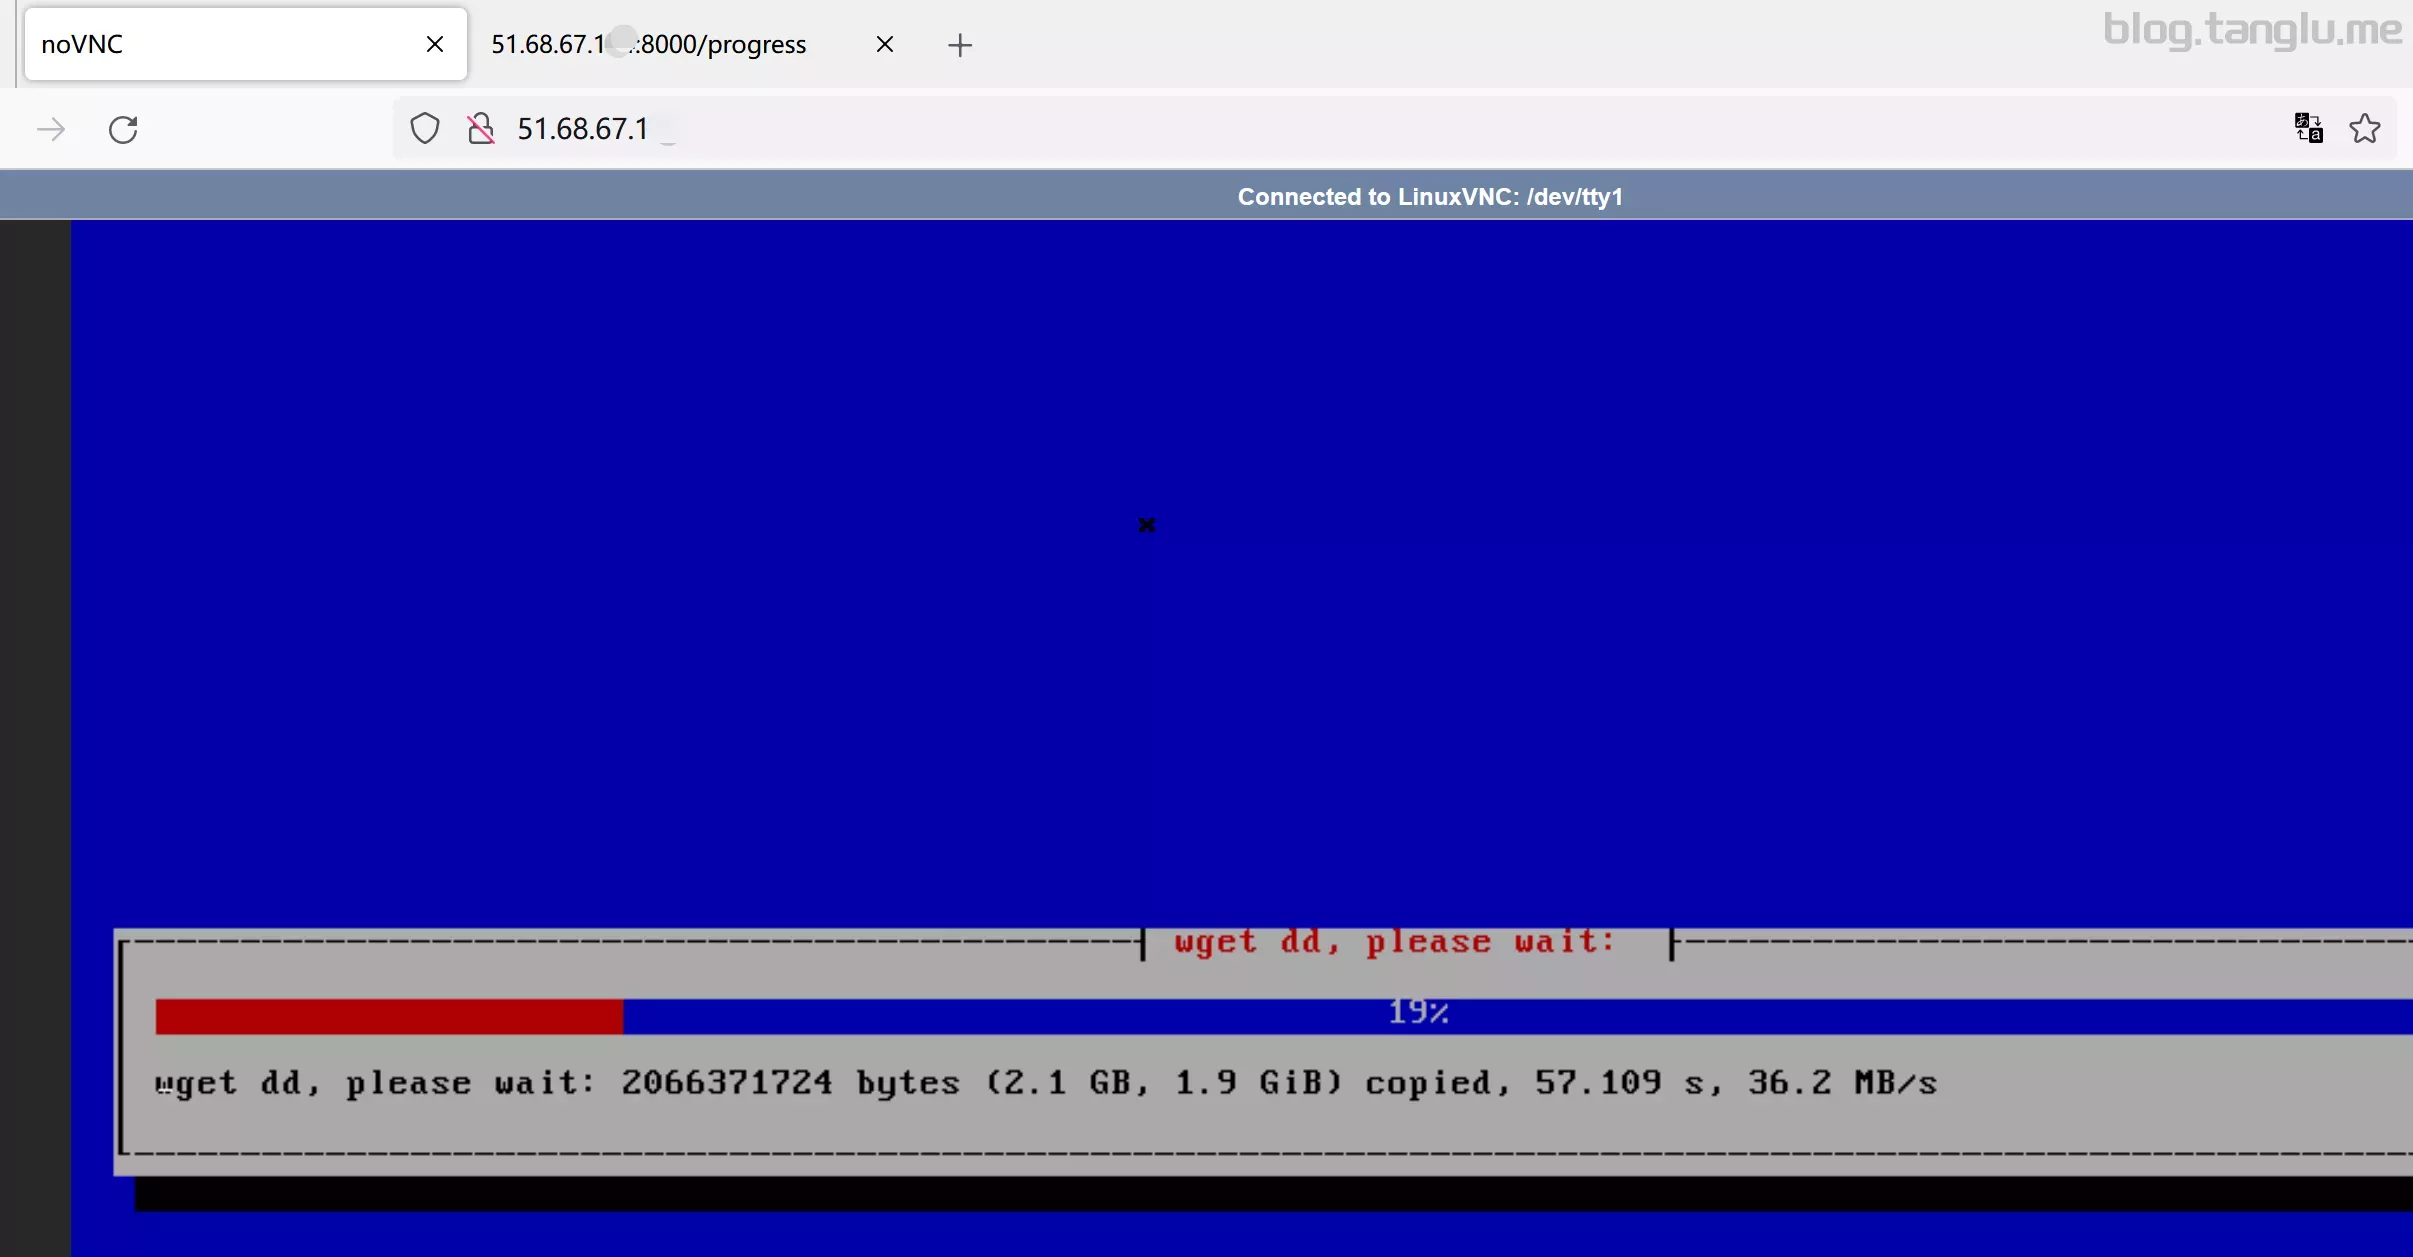 noVNC
51.68.67.1 :8000/progress
blog.tanglu.me
51.68.67.1
Connected to LinuxVNC: /dev/tty1
wget dd, please wait:
19%
wget dd, please wait: 2066371724 bytes (2.1 GB, 1.9 GiB) copied, 57.109 s, 36.2 MB/s